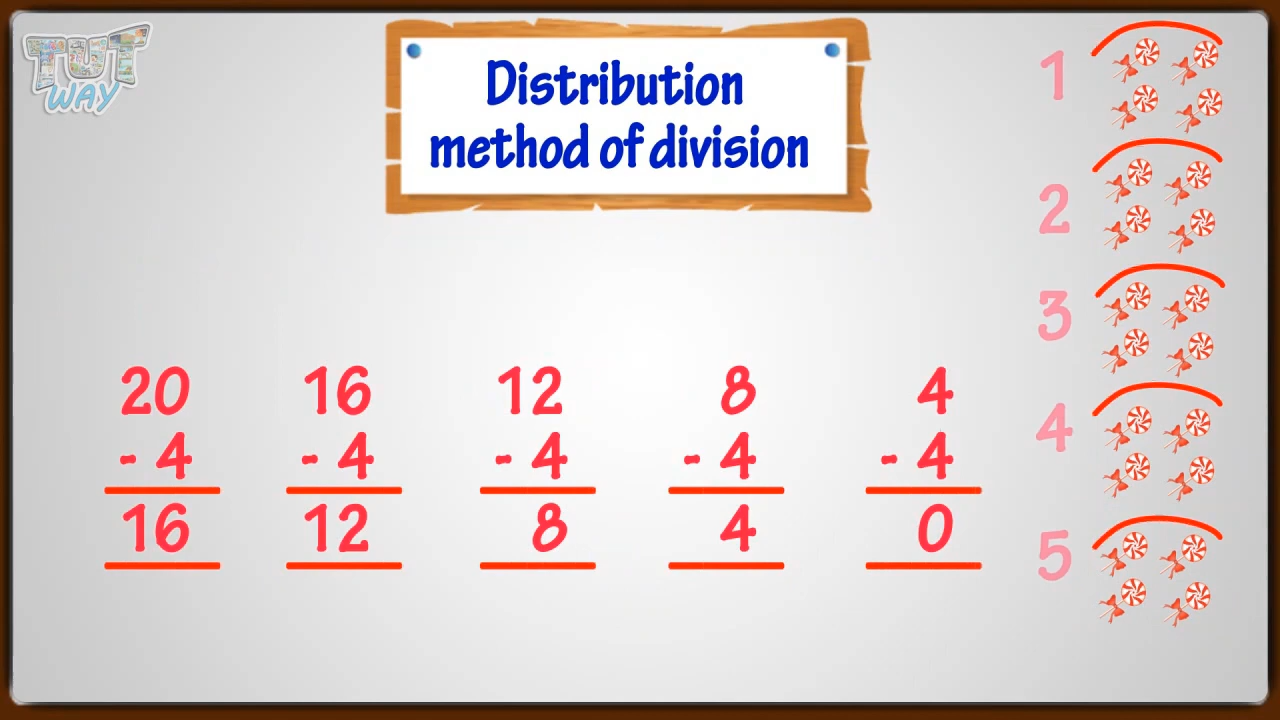 TUT
WAY
Distribution
method of division
20 16 12 8 4
- 4 - 4 - 4 - 4 - 4
16 12 8 4 0
1
2
3
4
5